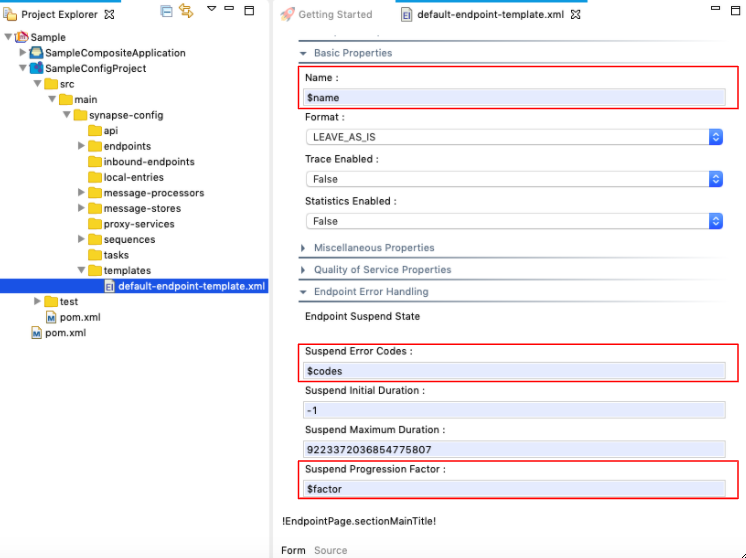 Project Explorer
Sample
SampleCompositeApplication
SampleConfigProject
src
main
synapse-config
api
endpoints
inbound-endpoints
local-entries
message-processors
message-stores
proxy-services
sequences
tasks
templates
default-endpoint-template.xml
test
pom.xml
pom.xml
Getting Started
default-endpoint-template.xml
Basic Properties
Name :
$name
Format :
LEAVE_AS_IS
Trace Enabled :
False
Statistics Enabled :
False
Miscellaneous Properties
Quality of Service Properties
Endpoint Error Handling
Endpoint Suspend State
Suspend Error Codes :
$codes
Suspend Initial Duration :
-1
Suspend Maximum Duration :
9223372036854775807
Suspend Progression Factor :
$factor
!EndpointPage.sectionMainTitle!
Form Source